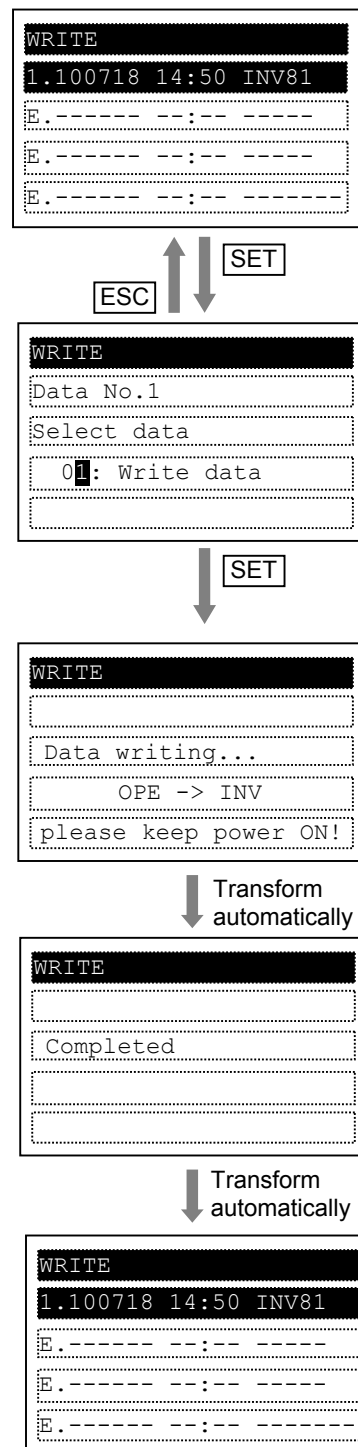 WRITE
1.100718 14:50 INV81
E.------ --:-- -----
E.------ --:-- -----
E.------ --:-- -------
SET
ESC
WRITE
Data No.1
Select data
01: Write data
SET
WRITE
Data writing...
OPE -> INV
please keep power ON!
Transform
automatically
WRITE
Completed
Transform
automatically
WRITE
1.100718 14:50 INV81
E.------ --:-- -----
E.------ --:-- -----
E.------ --:-- -------